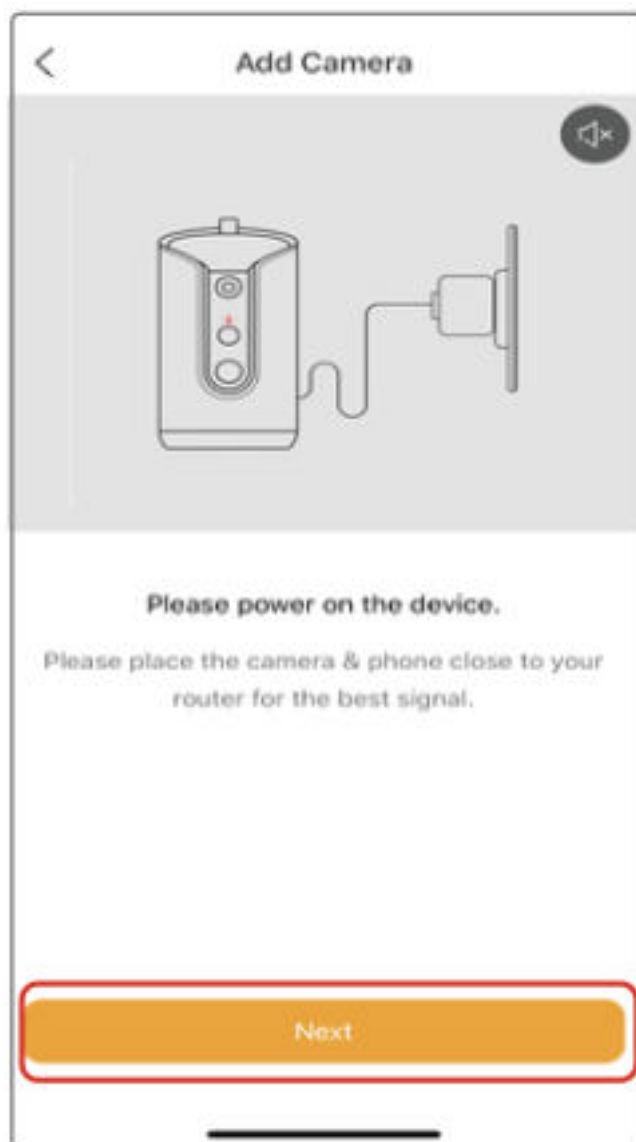 Add Camera
Please power on the device.
Please place the camera & phone close to your
router for the best signal.
Next